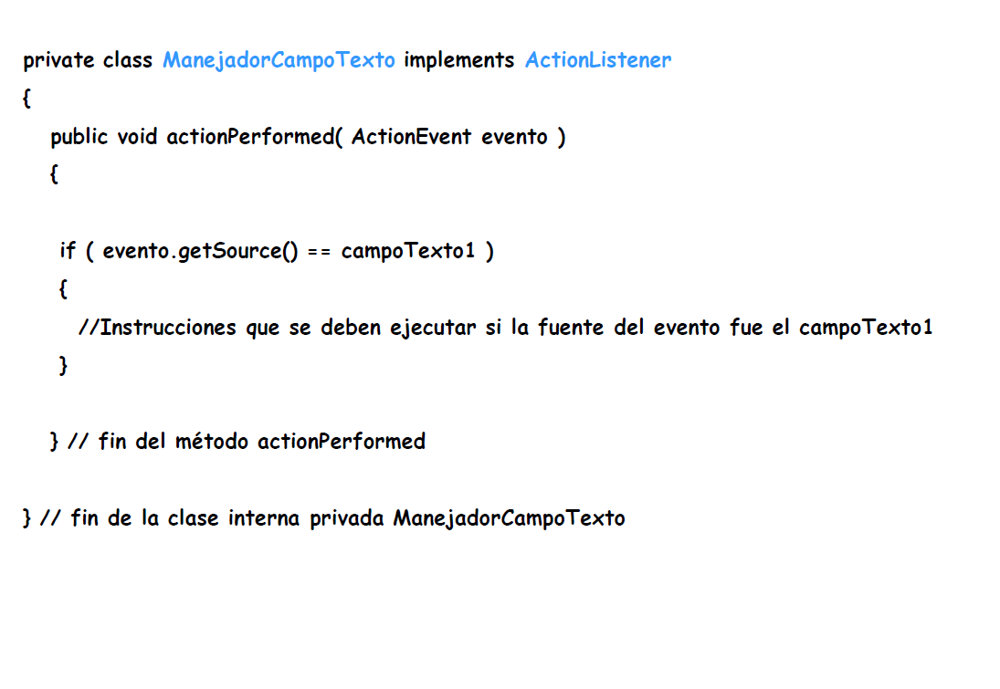 private class ManejadorCampoTexto implements ActionListener
{
public void actionPerformed( ActionEvent evento )
{
if ( evento.getSource() == campoTexto1 )
{
//Instrucciones que se deben ejecutar si la fuente del evento fue el campoTexto1
}
} // fin del método actionPerformed
} // fin de la clase interna privada ManejadorCampoTexto